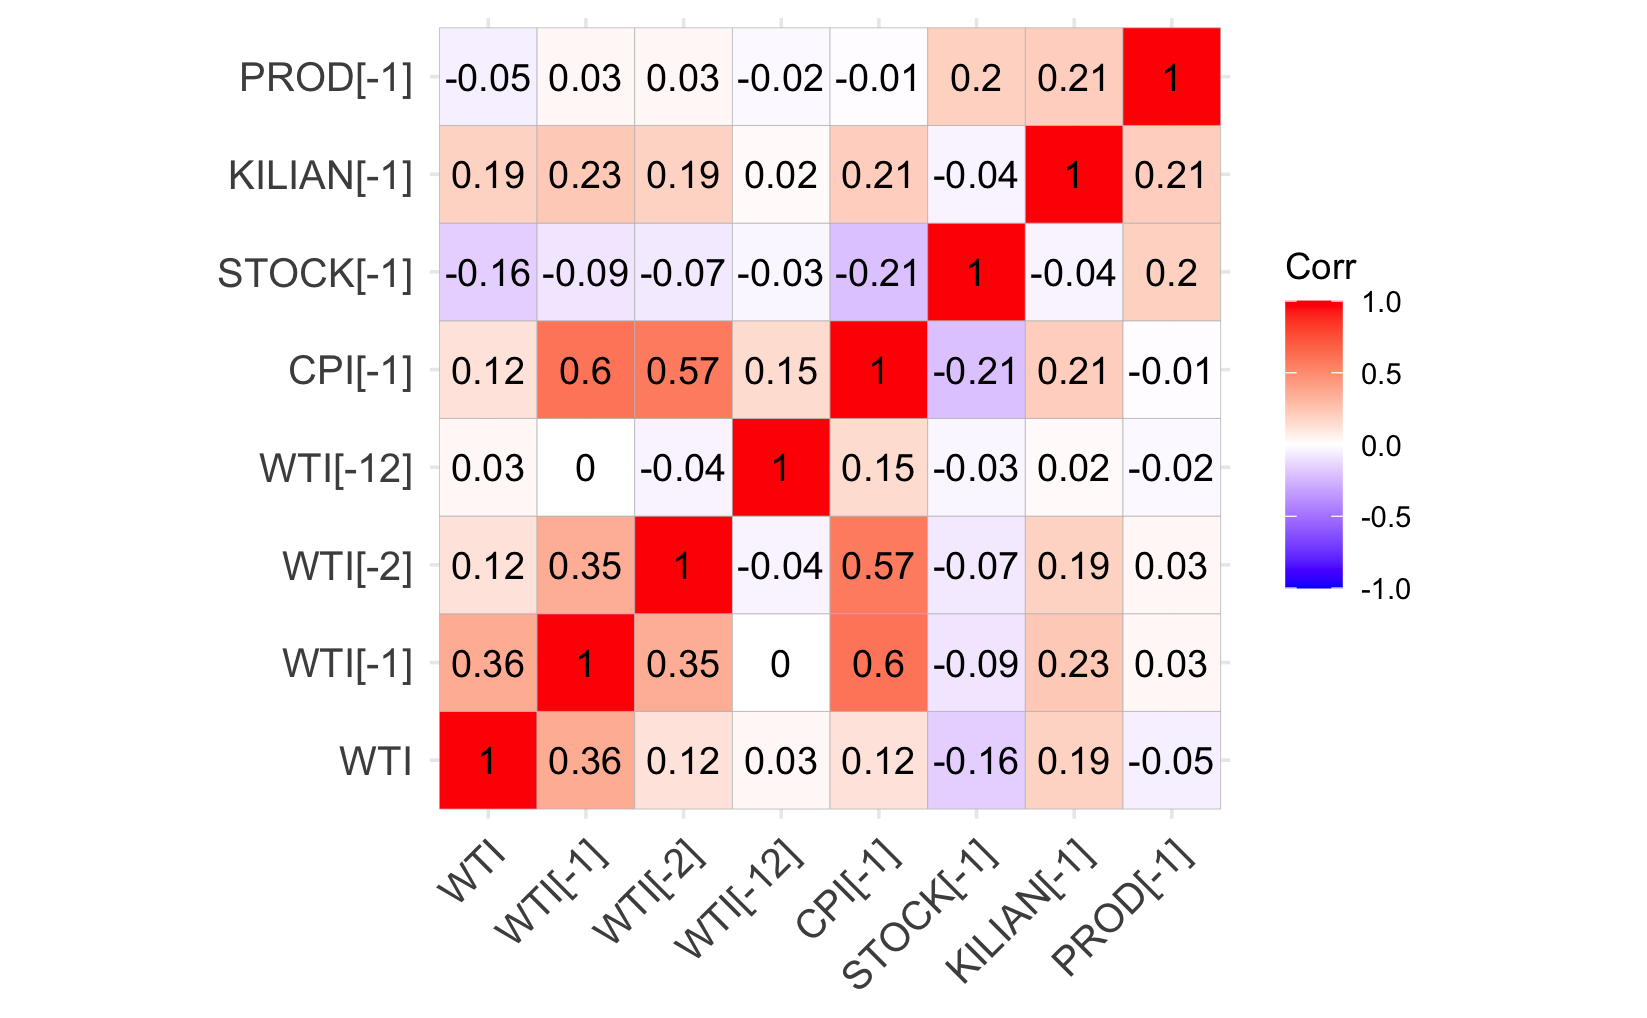 PROD[-1] -0.05 0.03 0.03 -0.02 -0.01 0.2 0.21 1
KILIAN[-1] 0.19 0.23 0.19 0.02 0.21 -0.04 1 0.21
STOCK[-1] -0.16 -0.09 -0.07 -0.03 -0.21 1 -0.04 0.2
CPI[-1] 0.12 0.6 0.57 0.15 1 -0.21 0.21 -0.01
WTI[-12] 0.03 0 -0.04 1 0.15 -0.03 0.02 -0.02
WTI[-2] 0.12 0.35 1 -0.04 0.57 -0.07 0.19 0.03
WTI[-1] 0.36 1 0.35 0 0.6 -0.09 0.23 0.03
WTI 1 0.36 0.12 0.03 0.12 -0.16 0.19 -0.05
WTI WTI[-1] WTI[-2] WTI[-12] CPI[-1] STOCK[-1] KILIAN[-1] PROD[-1]
Corr
1.0
0.5
0.0
-0.5
-1.0